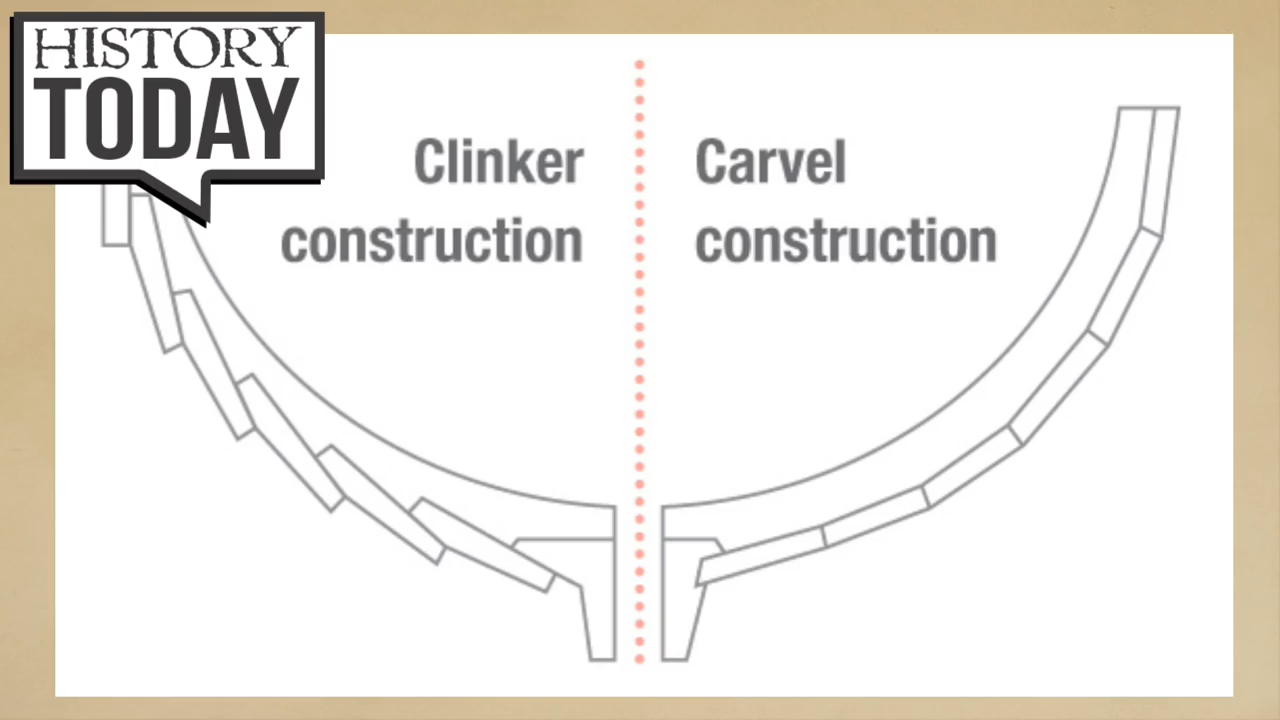 HISTORY
TODAY
Clinker
construction
Carvel
construction